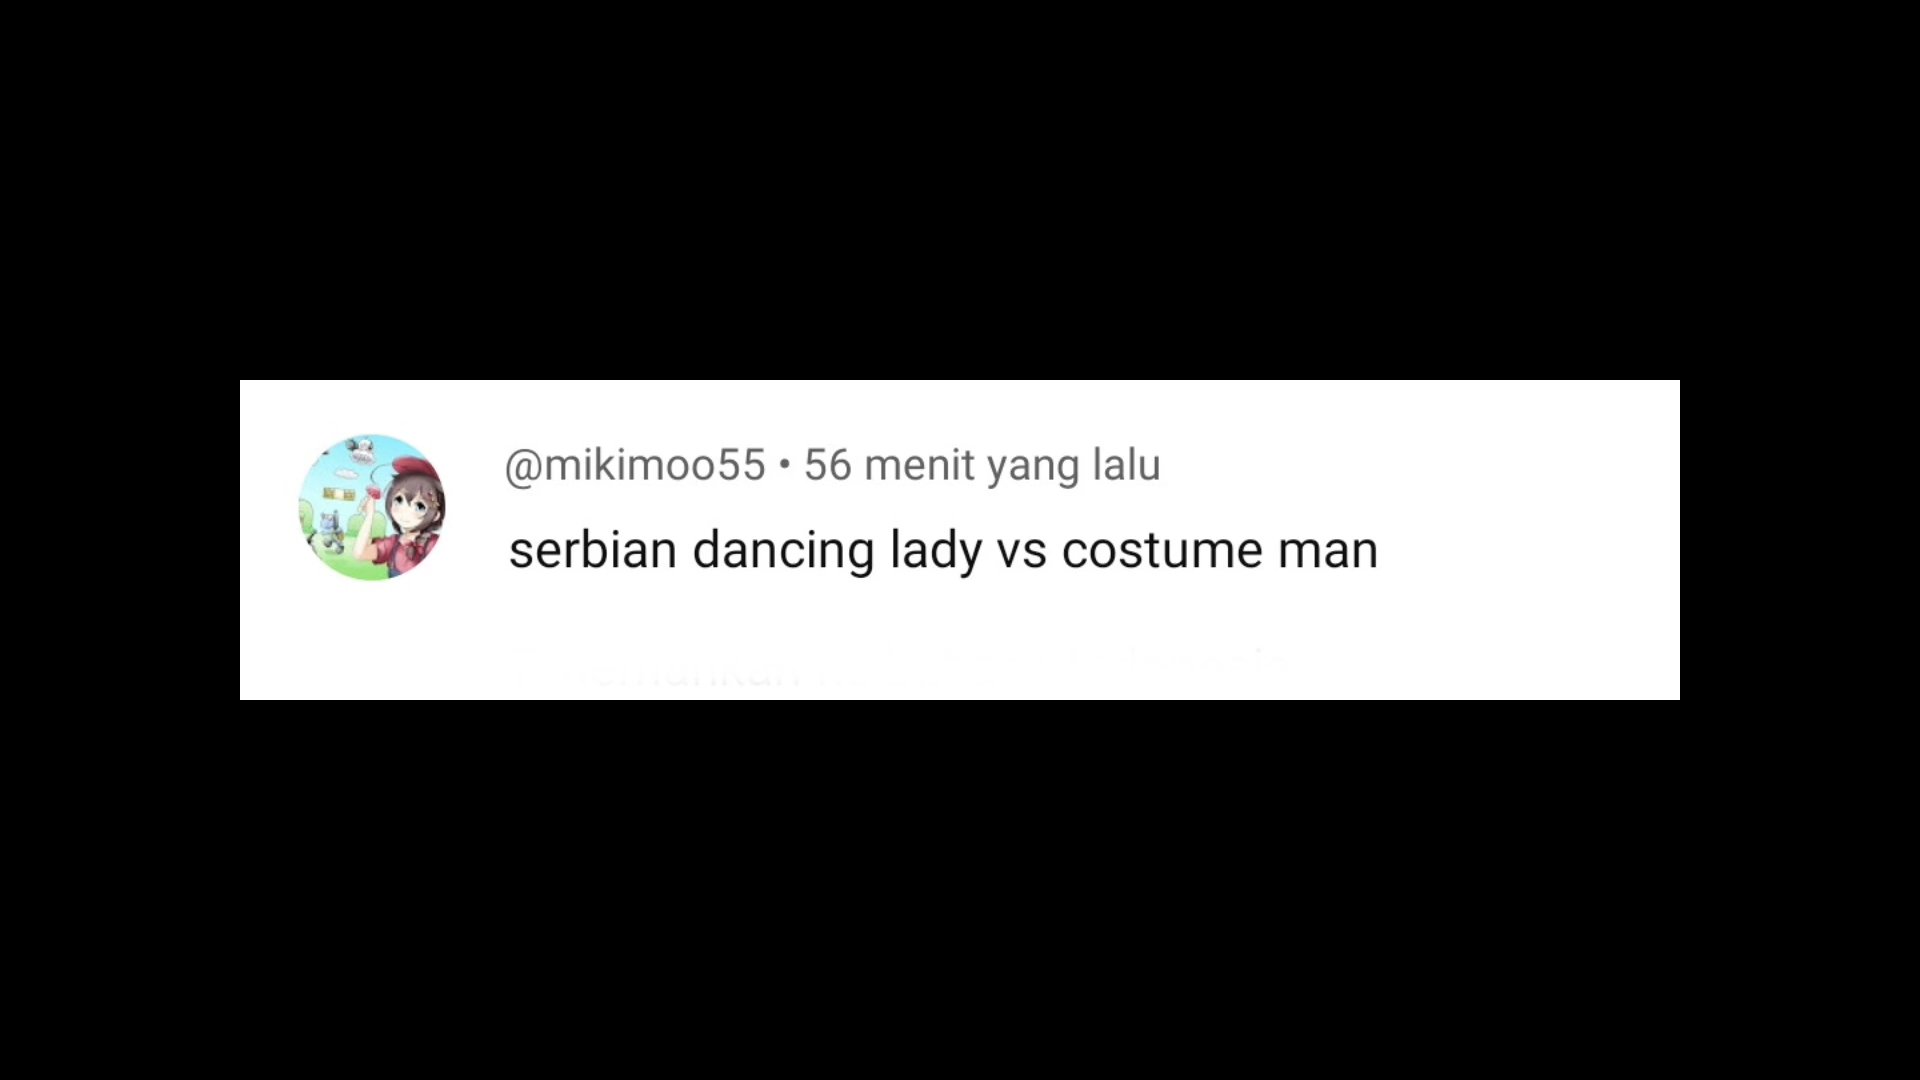 @mikimoo55 • 56 menit yang lalu
serbian dancing lady vs costume man